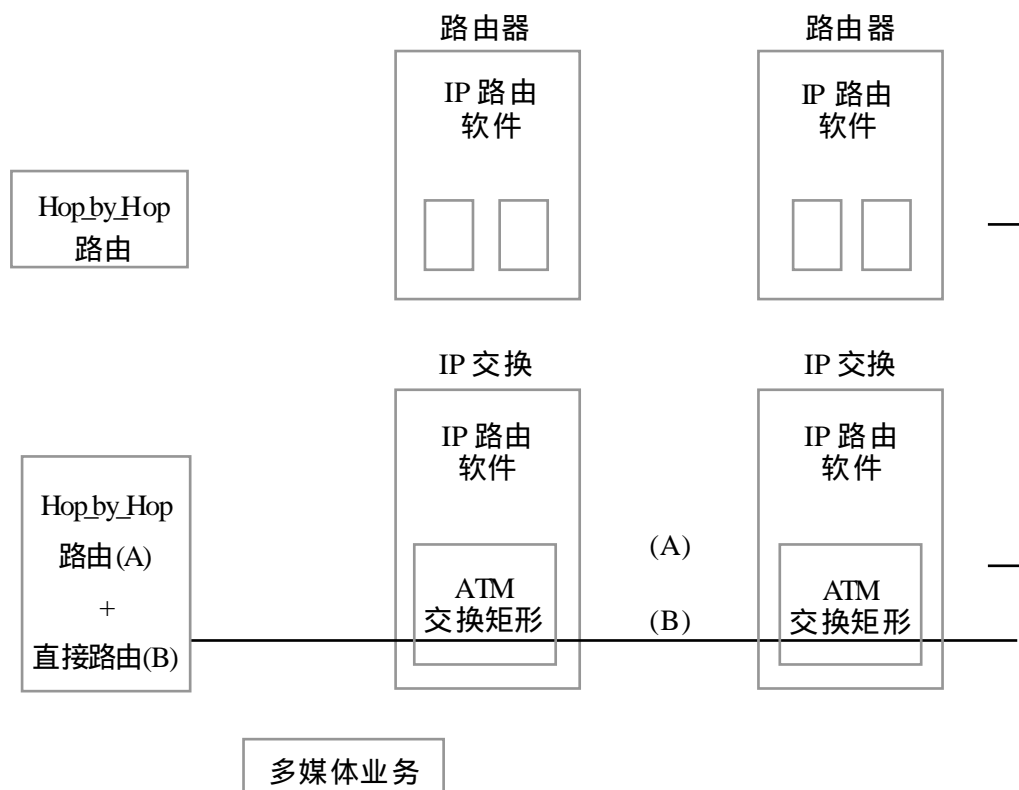 路由器
路由器
IP 路由
软件
IP 路由
软件
Hop_by_Hop
路由
IP 交换
IP 交换
IP 路由
软件
IP 路由
软件
Hop_by_Hop
路由(A)
+
直接路由(B)
(A)
(B)
ATM
交换矩形
ATM
交换矩形
多媒体业务